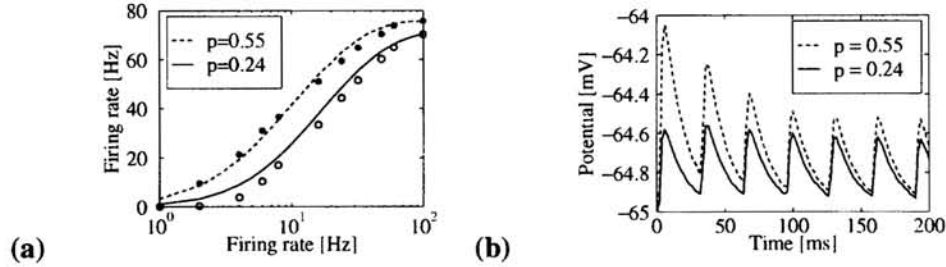 80
60
40
20
0
Firing rate [Hz]
p=0.55
p=0.24
10^0
10^1
10^2
Firing rate [Hz]
(a)
−64
−64.2
−64.4
−64.6
−64.8
−65
Potential [mV]
p = 0.55
p = 0.24
0 50 100 150 200
Time [ms]
(b)